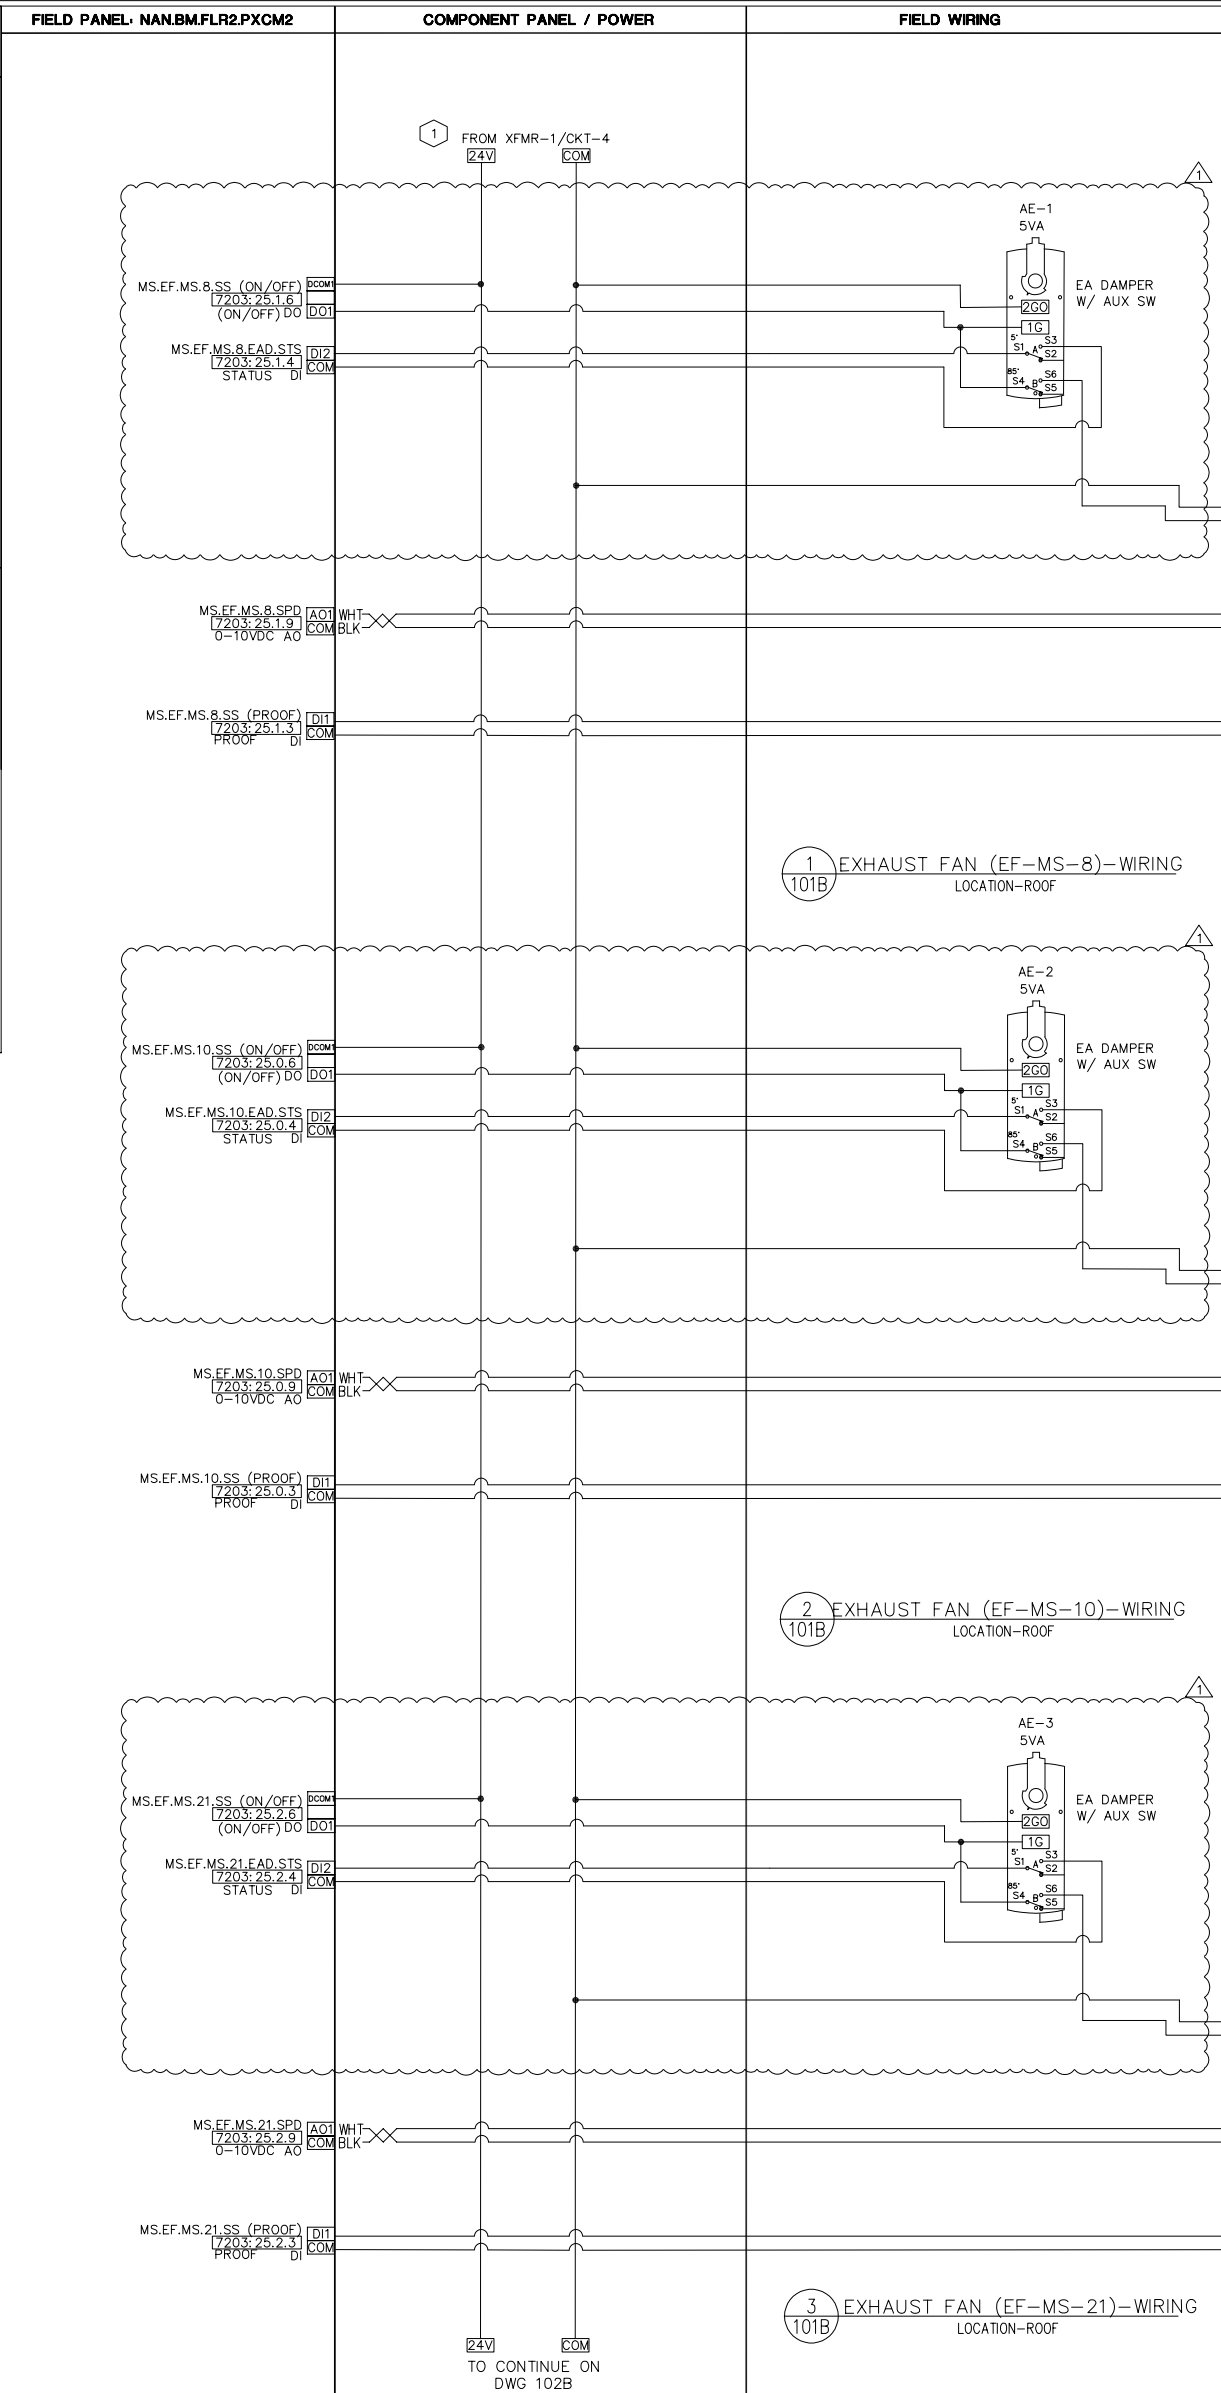 FIELD PANEL: NAN.BM.FLR2.PXCM2
COMPONENT PANEL / POWER
FIELD WIRING
1
FROM XFMR-1/CKT-4
24V
COM
1
AE-1
5VA
EA DAMPER
W/ AUX SW
2GO
1G
5°
S1 A S3
S2
85°
S4 B S6
S5
MS.EF.MS.8.SS (ON/OFF) DCOM1
7203:25.1.6
(ON/OFF) DO DO1
MS.EF.MS.8.EAD.STS DI2
7203:25.1.4 COM
STATUS DI
MS.EF.MS.8.SPD AO1 WHT
7203:25.1.9 COM BLK
0-10VDC AO
MS.EF.MS.8.SS (PROOF) DI1
7203:25.1.3 COM
PROOF DI
1
101B
EXHAUST FAN (EF-MS-8)-WIRING
LOCATION-ROOF
1
AE-2
5VA
EA DAMPER
W/ AUX SW
2GO
1G
5°
S1 A S3
S2
85°
S4 B S6
S5
MS.EF.MS.10.SS (ON/OFF) DCOM1
7203:25.0.6
(ON/OFF) DO DO1
MS.EF.MS.10.EAD.STS DI2
7203:25.0.4 COM
STATUS DI
MS.EF.MS.10.SPD AO1 WHT
7203:25.0.9 COM BLK
0-10VDC AO
MS.EF.MS.10.SS (PROOF) DI1
7203:25.0.3 COM
PROOF DI
2
101B
EXHAUST FAN (EF-MS-10)-WIRING
LOCATION-ROOF
1
AE-3
5VA
EA DAMPER
W/ AUX SW
2GO
1G
5°
S1 A S3
S2
85°
S4 B S6
S5
MS.EF.MS.21.SS (ON/OFF) DCOM1
7203:25.2.6
(ON/OFF) DO DO1
MS.EF.MS.21.EAD.STS DI2
7203:25.2.4 COM
STATUS DI
MS.EF.MS.21.SPD AO1 WHT
7203:25.2.9 COM BLK
0-10VDC AO
MS.EF.MS.21.SS (PROOF) DI1
7203:25.2.3 COM
PROOF DI
3
101B
EXHAUST FAN (EF-MS-21)-WIRING
LOCATION-ROOF
24V
COM
TO CONTINUE ON
DWG 102B